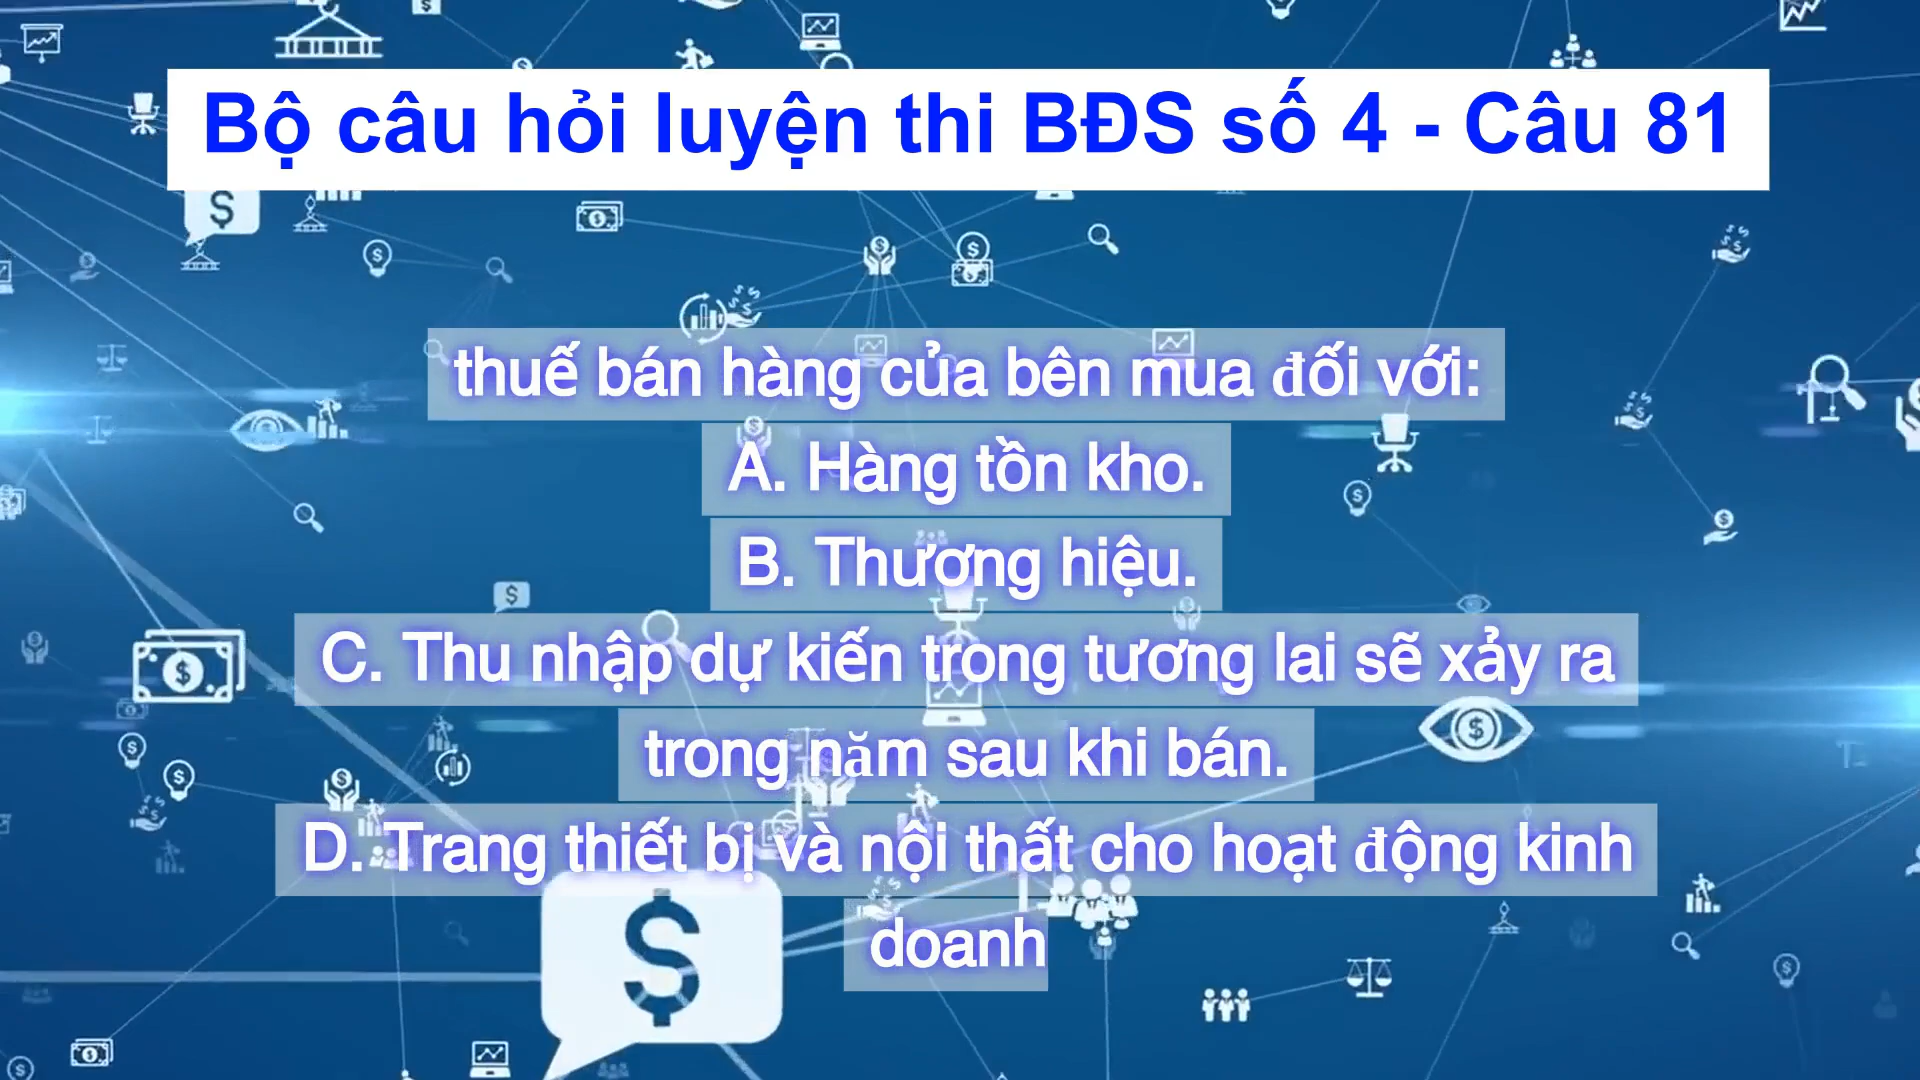 Bộ câu hỏi luyện thi BĐS số 4 - Câu 81
thuế bán hàng của bên mua đối với:
A. Hàng tồn kho.
B. Thương hiệu.
C. Thu nhập dự kiến trong tương lai sẽ xảy ra
trong năm sau khi bán.
D. Trang thiết bị và nội thất cho hoạt động kinh
doanh